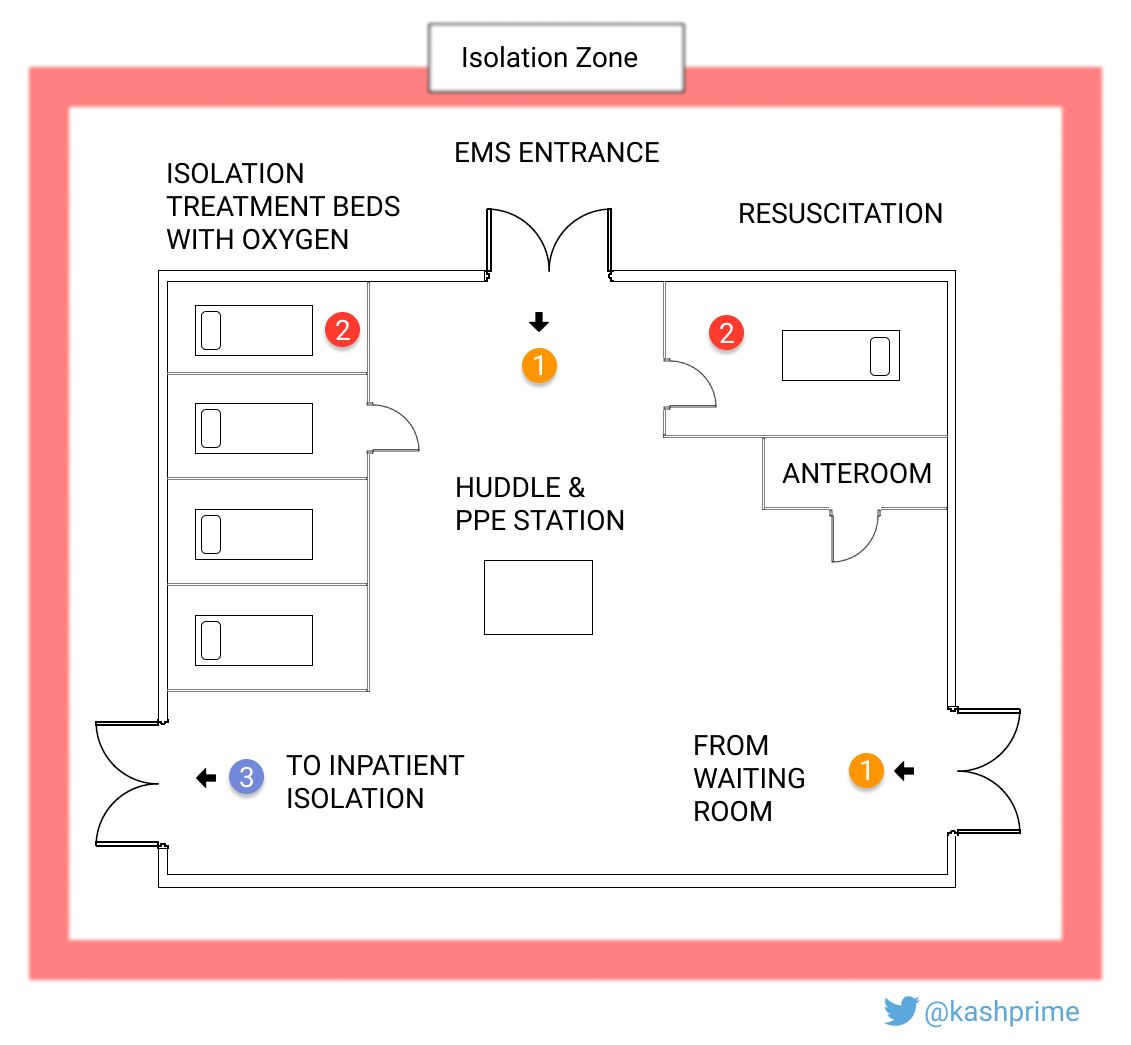 Isolation Zone
EMS ENTRANCE
ISOLATION
TREATMENT BEDS
WITH OXYGEN
RESUSCITATION
2
1
2
ANTEROOM
HUDDLE &
PPE STATION
3
TO INPATIENT
ISOLATION
FROM
WAITING
ROOM
1
@kashprime